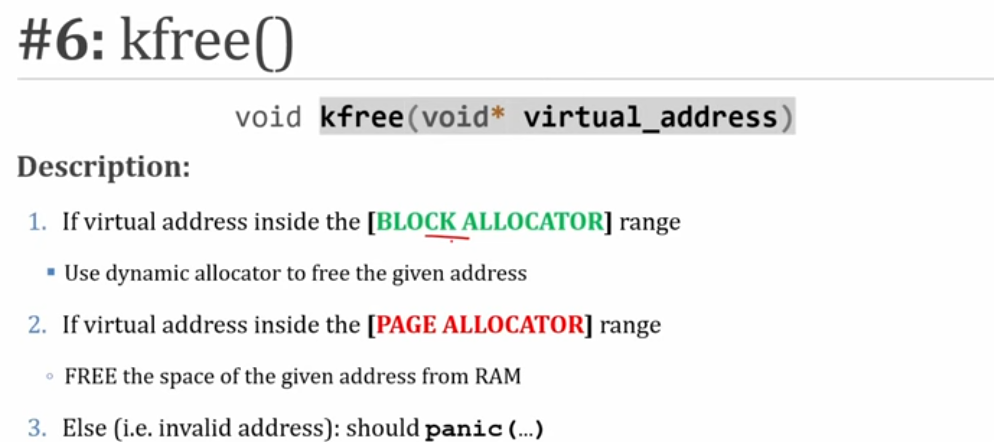 #6: kfree()
void kfree(void* virtual_address)
Description:
1. If virtual address inside the [BLOCK ALLOCATOR] range
▪ Use dynamic allocator to free the given address
2. If virtual address inside the [PAGE ALLOCATOR] range
◦ FREE the space of the given address from RAM
3. Else (i.e. invalid address): should panic(…)